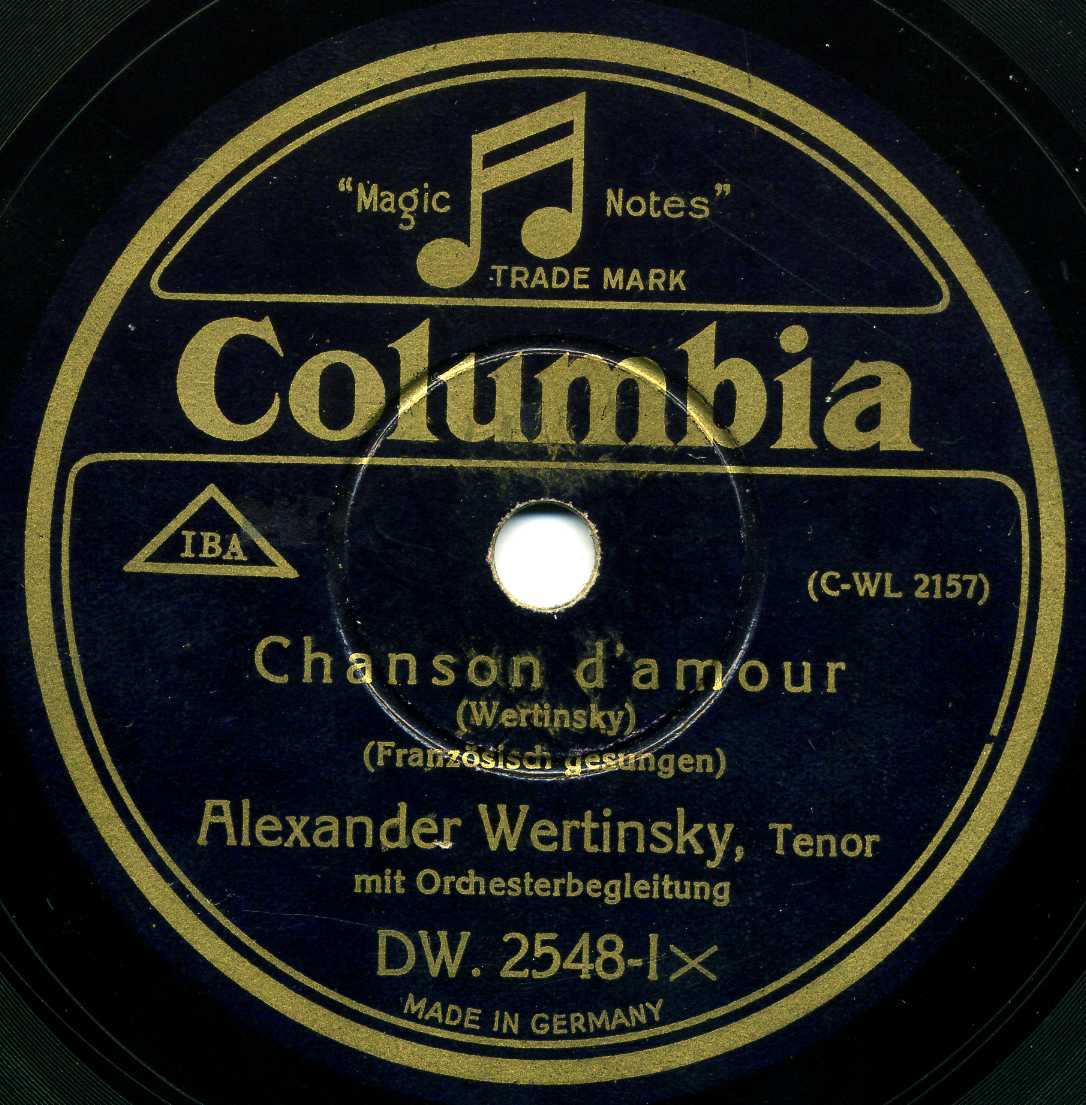 “Magic Notes”
TRADE MARK
Columbia
IBA
(C-WL 2157)
Chanson d'amour
(Wertinsky)
(Französisch gesungen)
Alexander Wertinsky, Tenor
mit Orchesterbegleitung
DW. 2548-I×
MADE IN GERMANY